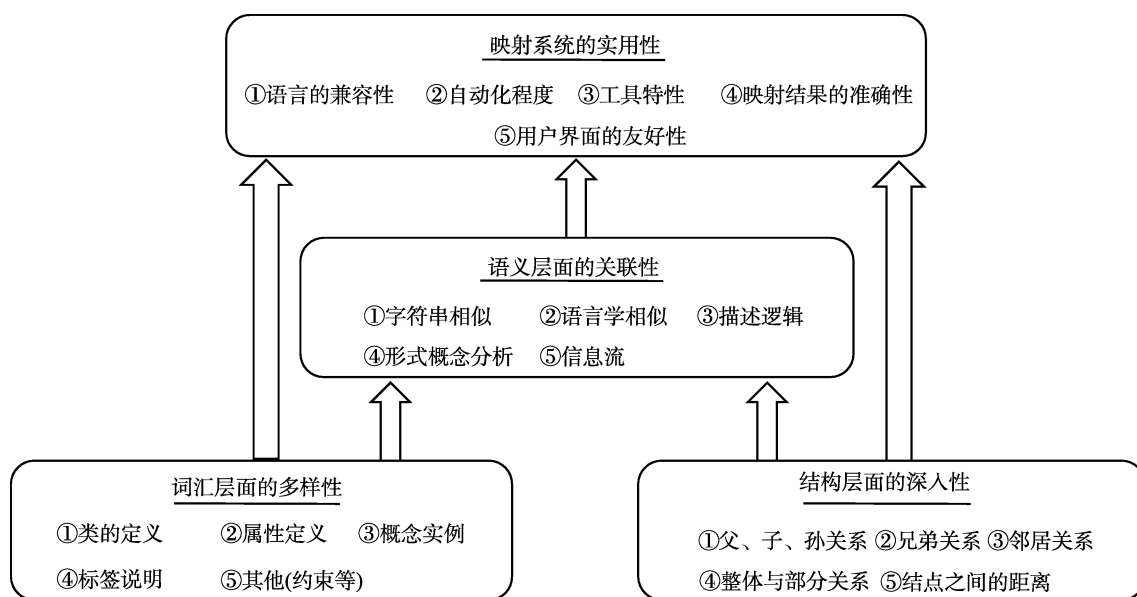 映射系统的实用性
①语言的兼容性 ②自动化程度 ③工具特性 ④映射结果的准确性
⑤用户界面的友好性
语义层面的关联性
①字符串相似 ②语言学相似 ③描述逻辑
④形式概念分析 ⑤信息流
词汇层面的多样性
①类的定义 ②属性定义 ③概念实例
④标签说明 ⑤其他(约束等)
结构层面的深入性
①父、子、孙关系 ②兄弟关系 ③邻居关系
④整体与部分关系 ⑤结点之间的距离